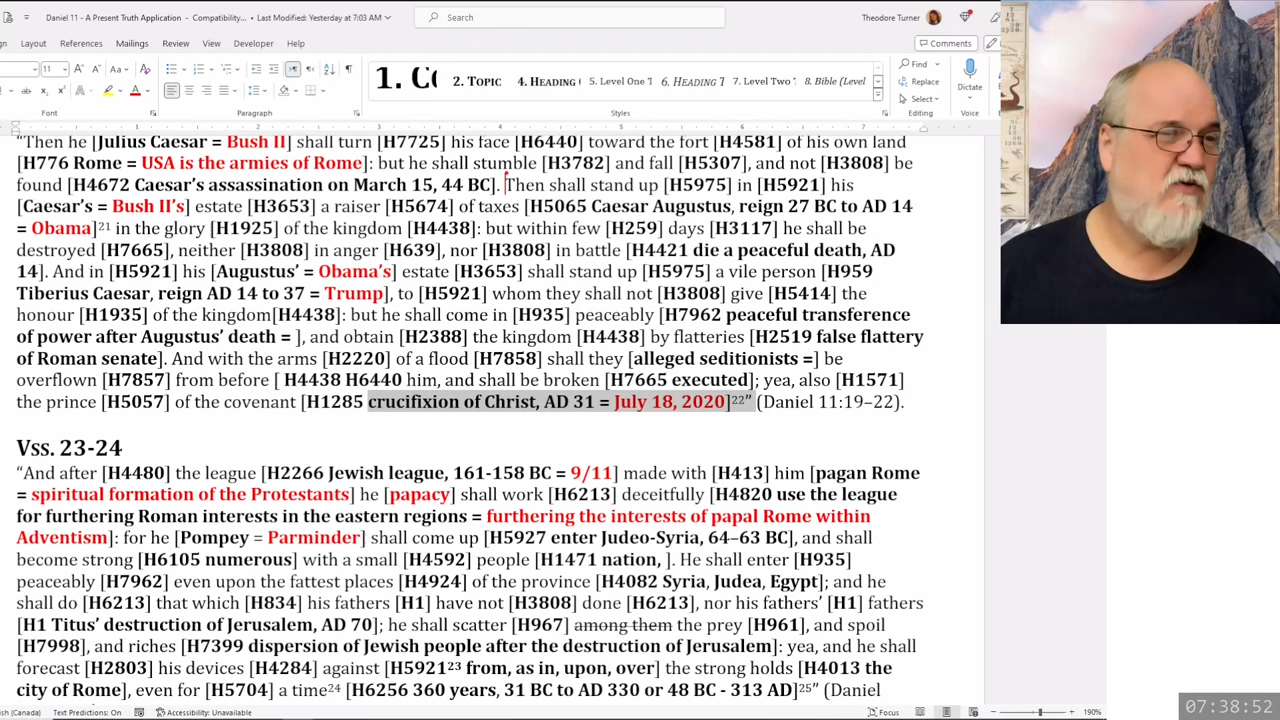 Daniel 11 - A Present Truth Application - Compatibility... • Last Modified: Yesterday at 7:03 AM
Search
Theodore Turner
Layout References Mailings Review View Developer Help
Comments
11
Aa
Find
Replace
Select
Dictate
1. Co
2. TOPIC
4. HEADING
5. Level One T
6. HEADING T
7. Level Two
8. Bible (Level
Font Paragraph Styles Editing Voice
1 2 3 4 5 6 7
“Then he [Julius Caesar = Bush II] shall turn [H7725] his face [H6440] toward the fort [H4581] of his own land
[H776 Rome = USA is the armies of Rome]: but he shall stumble [H3782] and fall [H5307], and not [H3808] be
found [H4672 Caesar’s assassination on March 15, 44 BC]. Then shall stand up [H5975] in [H5921] his
[Caesar’s = Bush II’s] estate [H3653] a raiser [H5674] of taxes [H5065 Caesar Augustus, reign 27 BC to AD 14
= Obama]21 in the glory [H1925] of the kingdom [H4438]: but within few [H259] days [H3117] he shall be
destroyed [H7665], neither [H3808] in anger [H639], nor [H3808] in battle [H4421 die a peaceful death, AD
14]. And in [H5921] his [Augustus’ = Obama’s] estate [H3653] shall stand up [H5975] a vile person [H959
Tiberius Caesar, reign AD 14 to 37 = Trump], to [H5921] whom they shall not [H3808] give [H5414] the
honour [H1935] of the kingdom[H4438]: but he shall come in [H935] peaceably [H7962 peaceful transference
of power after Augustus’ death = ], and obtain [H2388] the kingdom [H4438] by flatteries [H2519 false flattery
of Roman senate]. And with the arms [H2220] of a flood [H7858] shall they [alleged seditionists =] be
overflown [H7857] from before [ H4438 H6440 him, and shall be broken [H7665 executed]; yea, also [H1571]
the prince [H5057] of the covenant [H1285 crucifixion of Christ, AD 31 = July 18, 2020]22” (Daniel 11:19–22).
VSS. 23-24
“And after [H4480] the league [H2266 Jewish league, 161-158 BC = 9/11] made with [H413] him [pagan Rome
= spiritual formation of the Protestants] he [papacy] shall work [H6213] deceitfully [H4820 use the league
for furthering Roman interests in the eastern regions = furthering the interests of papal Rome within
Adventism]: for he [Pompey = Parminder] shall come up [H5927 enter Judeo-Syria, 64–63 BC], and shall
become strong [H6105 numerous] with a small [H4592] people [H1471 nation, ]. He shall enter [H935]
peaceably [H7962] even upon the fattest places [H4924] of the province [H4082 Syria, Judea, Egypt]; and he
shall do [H6213] that which [H834] his fathers [H1] have not [H3808] done [H6213], nor his fathers’ [H1] fathers
[H1 Titus’ destruction of Jerusalem, AD 70]; he shall scatter [H967] among them the prey [H961], and spoil
[H7998], and riches [H7399 dispersion of Jewish people after the destruction of Jerusalem]: yea, and he shall
forecast [H2803] his devices [H4284] against [H592123 from, as in, upon, over] the strong holds [H4013 the
city of Rome], even for [H5704] a time24 [H6256 360 years, 31 BC to AD 330 or 48 BC - 313 AD]25” (Daniel
Text Predictions: On
Accessibility: Unavailable
Focus
190%
07:38:52